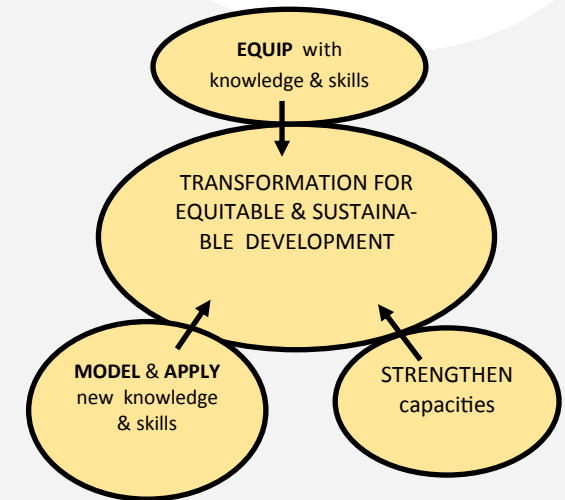 EQUIP with
knowledge & skills
TRANSFORMATION FOR
EQUITABLE & SUSTAINA-
BLE DEVELOPMENT
MODEL & APPLY
new knowledge
& skills
STRENGTHEN
capacities